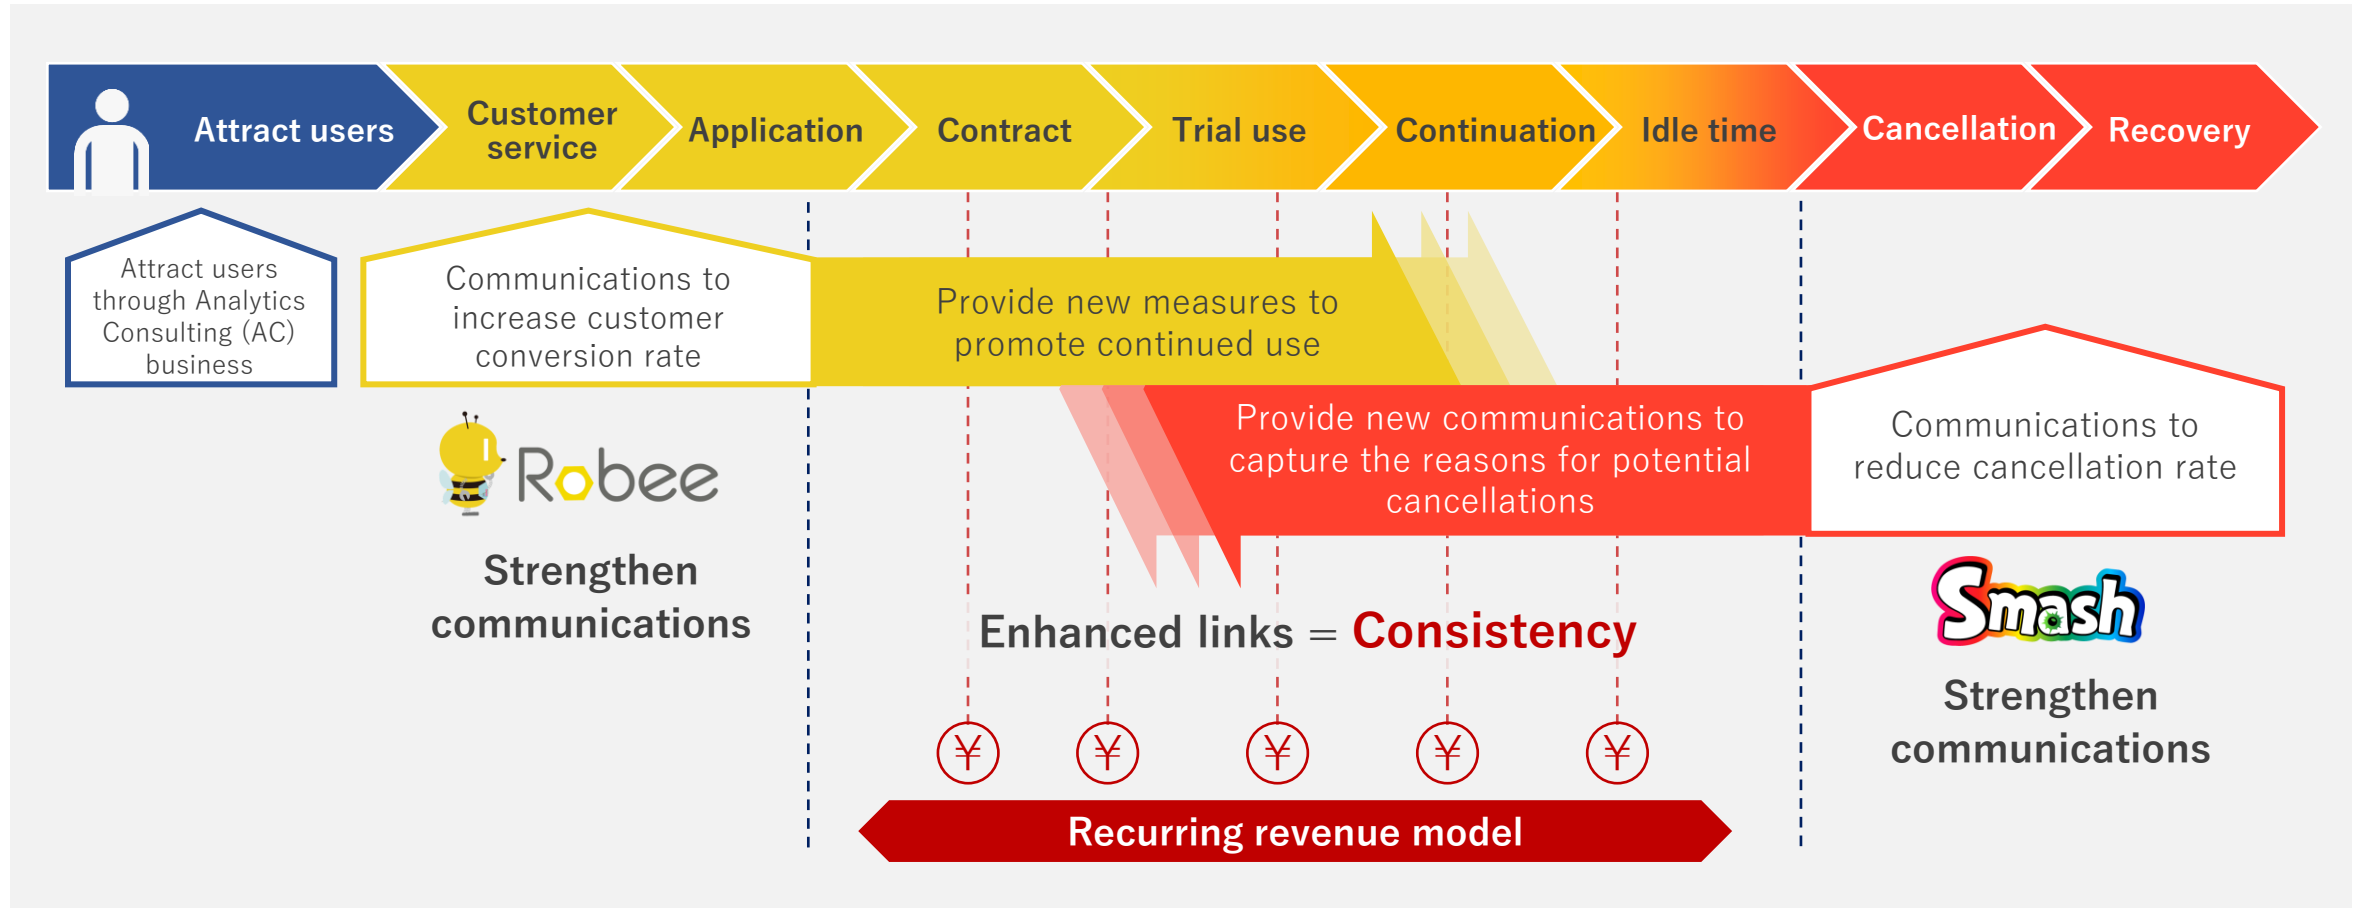 Attract users
Customer
service
Application
Contract
Trial use
Continuation
Idle time
Cancellation
Recovery
Attract users
through Analytics
Consulting (AC)
business
Communications to
increase customer
conversion rate
Provide new measures to
promote continued use
Provide new communications to
capture the reasons for potential
cancellations
Communications to
reduce cancellation rate
Robee
Strengthen
communications
Enhanced links = Consistency
Smash
Strengthen
communications
¥ ¥ ¥ ¥ ¥
Recurring revenue model